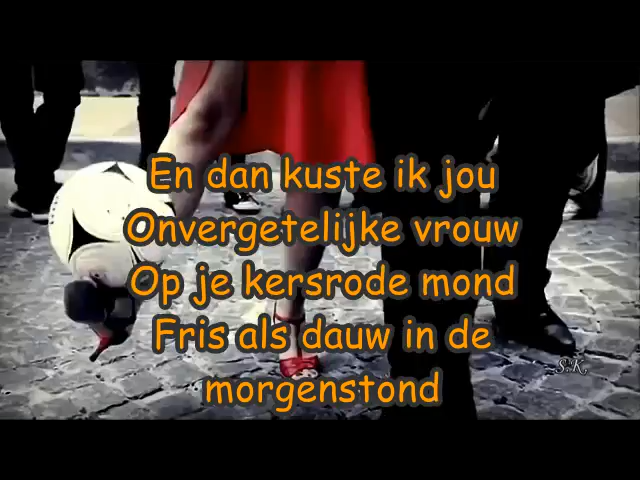 En dan kuste ik jou
Onvergetelijke vrouw
Op je kersrode mond
Fris als dauw in de
morgenstond
S.K.